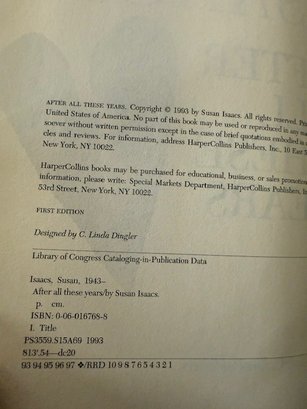 AFTER ALL THESE YEARS. Copyright © 1993 by Susan Isaacs. All rights reserved.
United States of America. No part of this book may be used or reproduced in any
soever without written permission except in the case of brief quotations embodied in
cles and reviews. For information, address HarperCollins Publishers, Inc., 10 East
New York, NY 10022.
HarperCollins books may be purchased for educational, business, or sales
information, please write: Special Markets Department, HarperCollins Publishers,
53rd Street, New York, NY 10022.
FIRST EDITION
Designed by C. Linda Dingler
Library of Congress Cataloging-in-Publication Data
Isaacs, Susan, 1943–
After all these years/by Susan Isaacs.
p. cm.
ISBN: 0-06-016768-8
I. Title
PS3559.S15A69 1993
813'.54—dc20
93 94 95 96 97 ❖/RRD 10 9 8 7 6 5 4 3 2 1